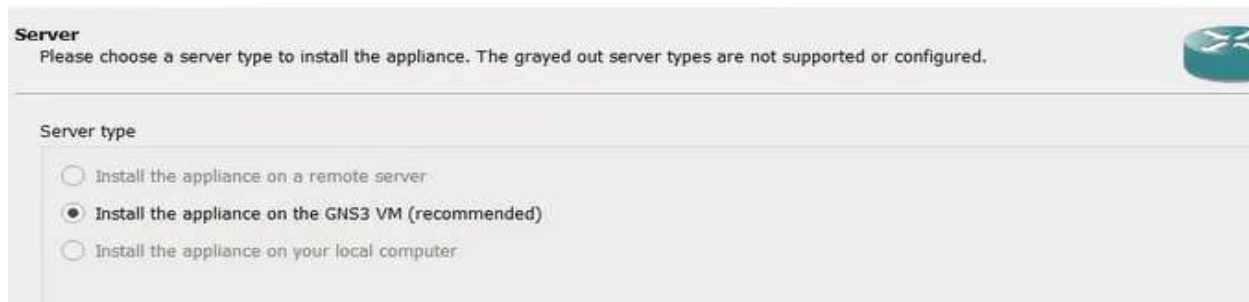 Server
Please choose a server type to install the appliance. The grayed out server types are not supported or configured.
Server type
Install the appliance on a remote server
Install the appliance on the GNS3 VM (recommended)
Install the appliance on your local computer